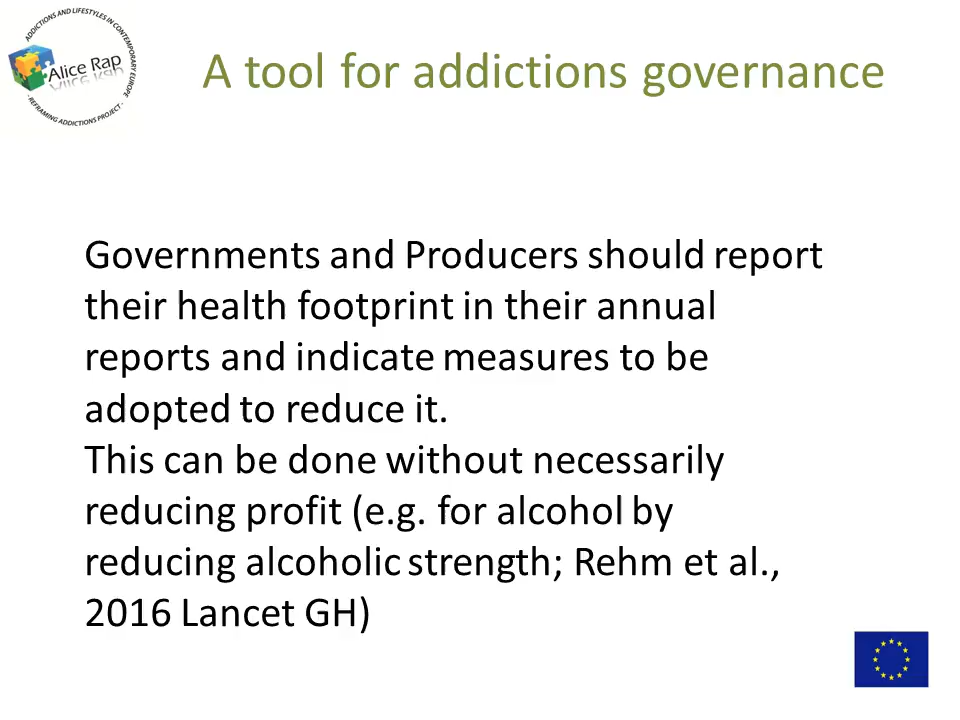 ADDICTIONS AND LIFESTYLES IN CONTEMPORARY EUROPE
Alice Rap
- REFRAMING ADDICTIONS PROJECT -
A tool for addictions governance
Governments and Producers should report
their health footprint in their annual
reports and indicate measures to be
adopted to reduce it.
This can be done without necessarily
reducing profit (e.g. for alcohol by
reducing alcoholic strength; Rehm et al.,
2016 Lancet GH)